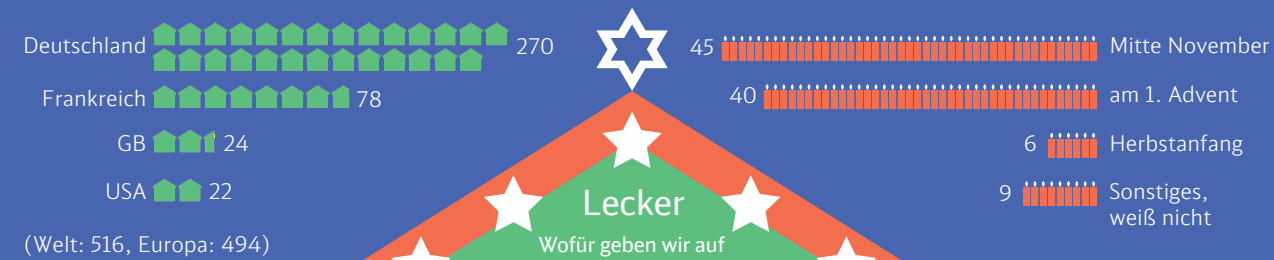 Deutschland 270
Frankreich 78
GB 24
USA 22
(Welt: 516, Europa: 494)
Lecker
Wofür geben wir auf
45 Mitte November
40 am 1. Advent
6 Herbstanfang
9 Sonstiges,
weiß nicht